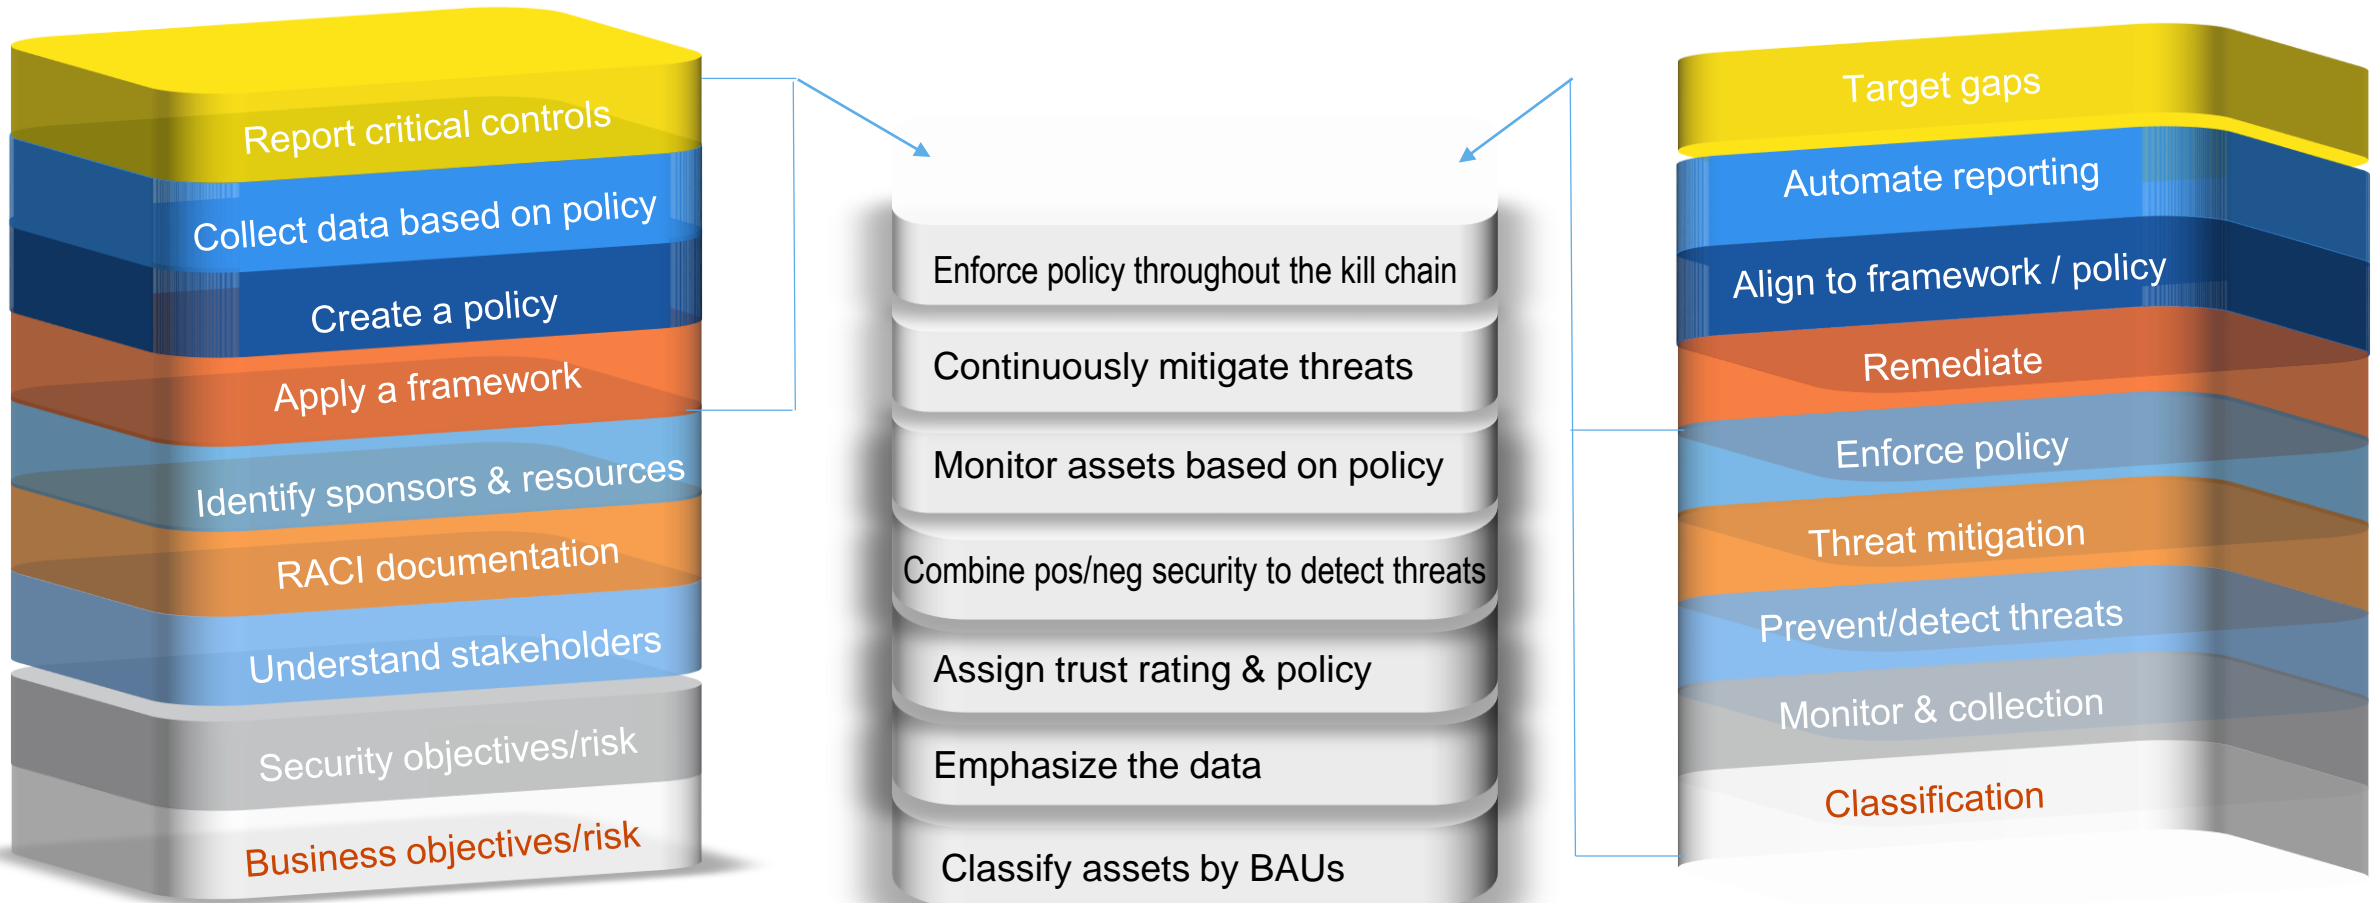 Report critical controls
Collect data based on policy
Create a policy
Apply a framework
Identify sponsors & resources
RACI documentation
Understand stakeholders
Security objectives/risk
Business objectives/risk
Enforce policy throughout the kill chain
Continuously mitigate threats
Monitor assets based on policy
Combine pos/neg security to detect threats
Assign trust rating & policy
Emphasize the data
Classify assets by BAUs
Target gaps
Automate reporting
Align to framework / policy
Remediate
Enforce policy
Threat mitigation
Prevent/detect threats
Monitor & collection
Classification